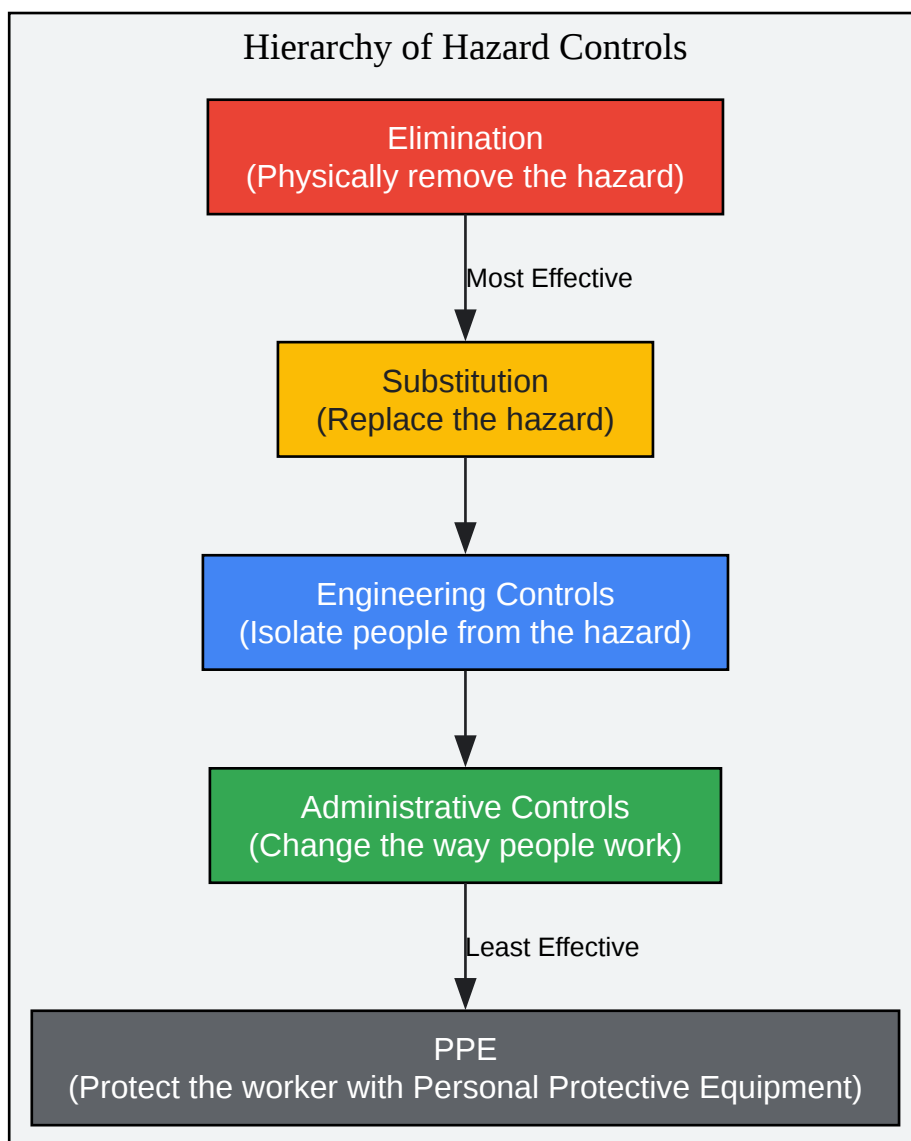 Hierarchy of Hazard Controls
Elimination
(Physically remove the hazard)
Most Effective
Substitution
(Replace the hazard)
Engineering Controls
(Isolate people from the hazard)
Administrative Controls
(Change the way people work)
Least Effective
PPE
(Protect the worker with Personal Protective Equipment)